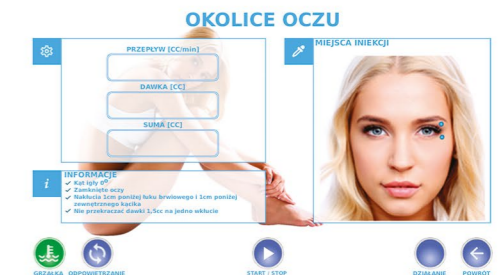 OKOLICE OCZU
PRZEPŁYW [CC/min]
DAWKA [CC]
SUMA [CC]
MIEJSCA INIEKCJI
INFORMACJE
Kąt igły 0°
Zamknięte oczy
Nakłucia 1cm poniżej łuku brwiowego i 1cm poniżej
zewnętrznego kącika
Nie przekraczać dawki 1,5cc na jedno wkłucie
GRZAŁKA
ODPOWIETRZANIE
START / STOP
DZIAŁANIE
POWRÓT